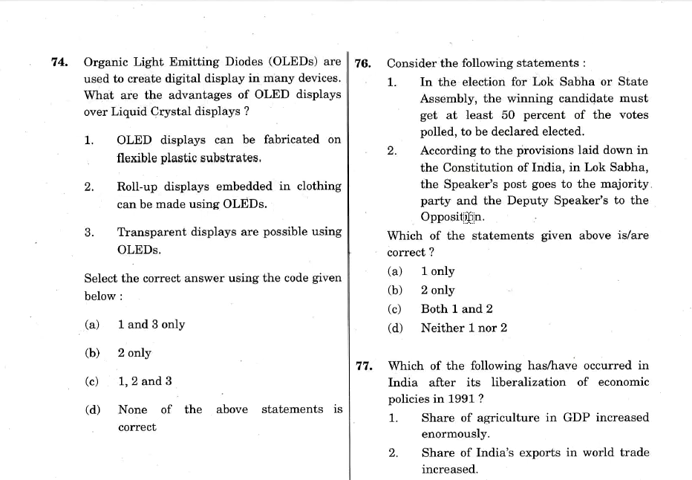 74. Organic Light Emitting Diodes (OLEDs) are
used to create digital display in many devices.
What are the advantages of OLED displays
over Liquid Crystal displays ?
1. OLED displays can be fabricated on
flexible plastic substrates.
2. Roll-up displays embedded in clothing
can be made using OLEDs.
3. Transparent displays are possible using
OLEDs.
Select the correct answer using the code given
below :
(a) 1 and 3 only
(b) 2 only
(c) 1, 2 and 3
(d) None of the above statements is
correct
76. Consider the following statements :
1. In the election for Lok Sabha or State
Assembly, the winning candidate must
get at least 50 percent of the votes
polled, to be declared elected.
2. According to the provisions laid down in
the Constitution of India, in Lok Sabha,
the Speaker's post goes to the majority
party and the Deputy Speaker's to the
Opposition.
Which of the statements given above is/are
correct ?
(a) 1 only
(b) 2 only
(c) Both 1 and 2
(d) Neither 1 nor 2
77. Which of the following has/have occurred in
India after its liberalization of economic
policies in 1991 ?
1. Share of agriculture in GDP increased
enormously.
2. Share of India's exports in world trade
increased.